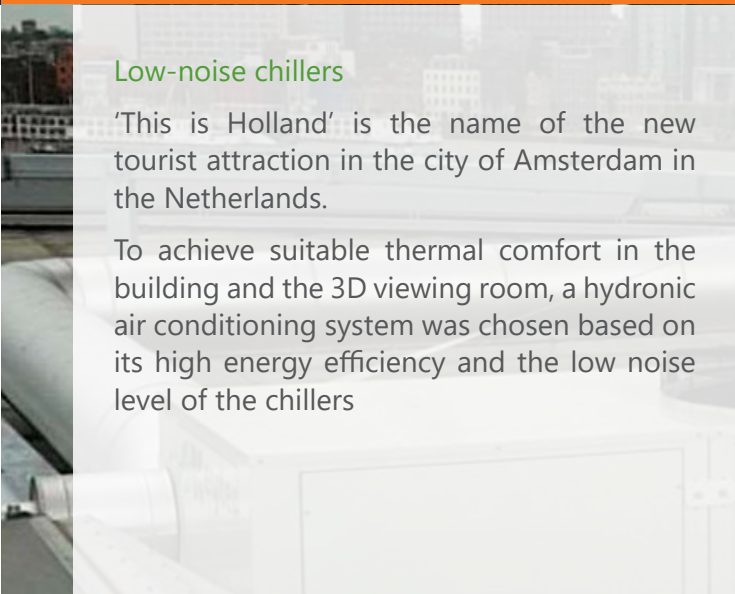 Low-noise chillers
‘This is Holland’ is the name of the new
tourist attraction in the city of Amsterdam in
the Netherlands.
To achieve suitable thermal comfort in the
building and the 3D viewing room, a hydronic
air conditioning system was chosen based on
its high energy efficiency and the low noise
level of the chillers